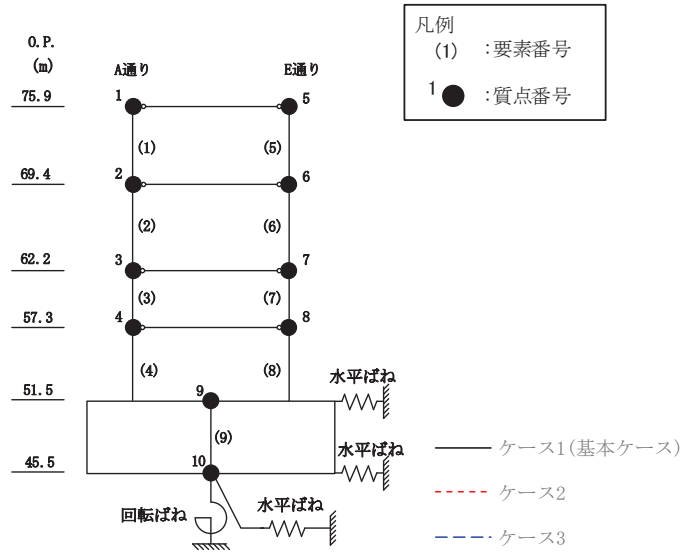 凡例
(1) :要素番号
1 :質点番号
O.P.
(m)
A通り
E通り
75.9
1
5
(1)
(5)
69.4
2
6
(2)
(6)
62.2
3
7
(3)
(7)
57.3
4
8
(4)
(8)
水平ばね
51.5
9
(9)
水平ばね
45.5
10
回転ばね
水平ばね
ケース1(基本ケース)
ケース2
ケース3